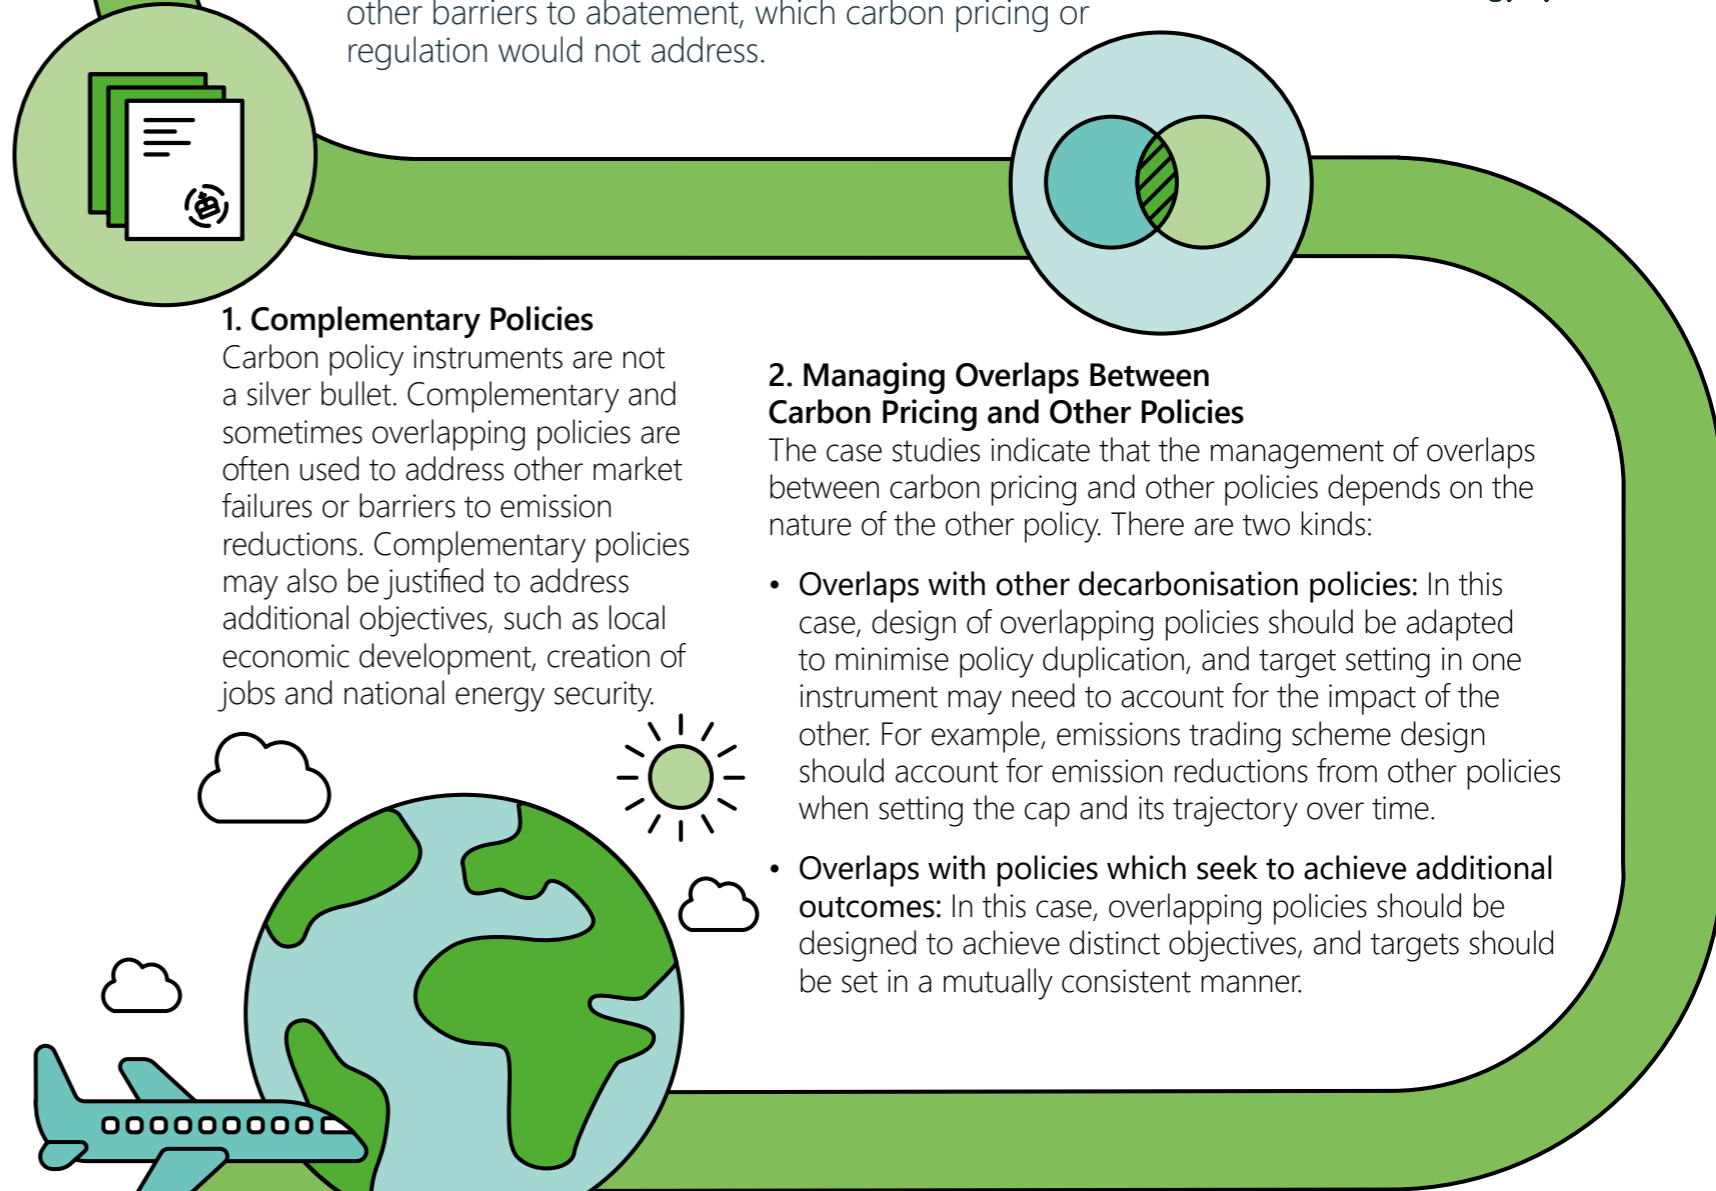 other barriers to abatement, which carbon pricing or
regulation would not address.
1. Complementary Policies
Carbon policy instruments are not
a silver bullet. Complementary and
sometimes overlapping policies are
often used to address other market
failures or barriers to emission
reductions. Complementary policies
may also be justified to address
additional objectives, such as local
economic development, creation of
jobs and national energy security.
2. Managing Overlaps Between
Carbon Pricing and Other Policies
The case studies indicate that the management of overlaps
between carbon pricing and other policies depends on the
nature of the other policy. There are two kinds:
• Overlaps with other decarbonisation policies: In this
case, design of overlapping policies should be adapted
to minimise policy duplication, and target setting in one
instrument may need to account for the impact of the
other. For example, emissions trading scheme design
should account for emission reductions from other policies
when setting the cap and its trajectory over time.
• Overlaps with policies which seek to achieve additional
outcomes: In this case, overlapping policies should be
designed to achieve distinct objectives, and targets should
be set in a mutually consistent manner.